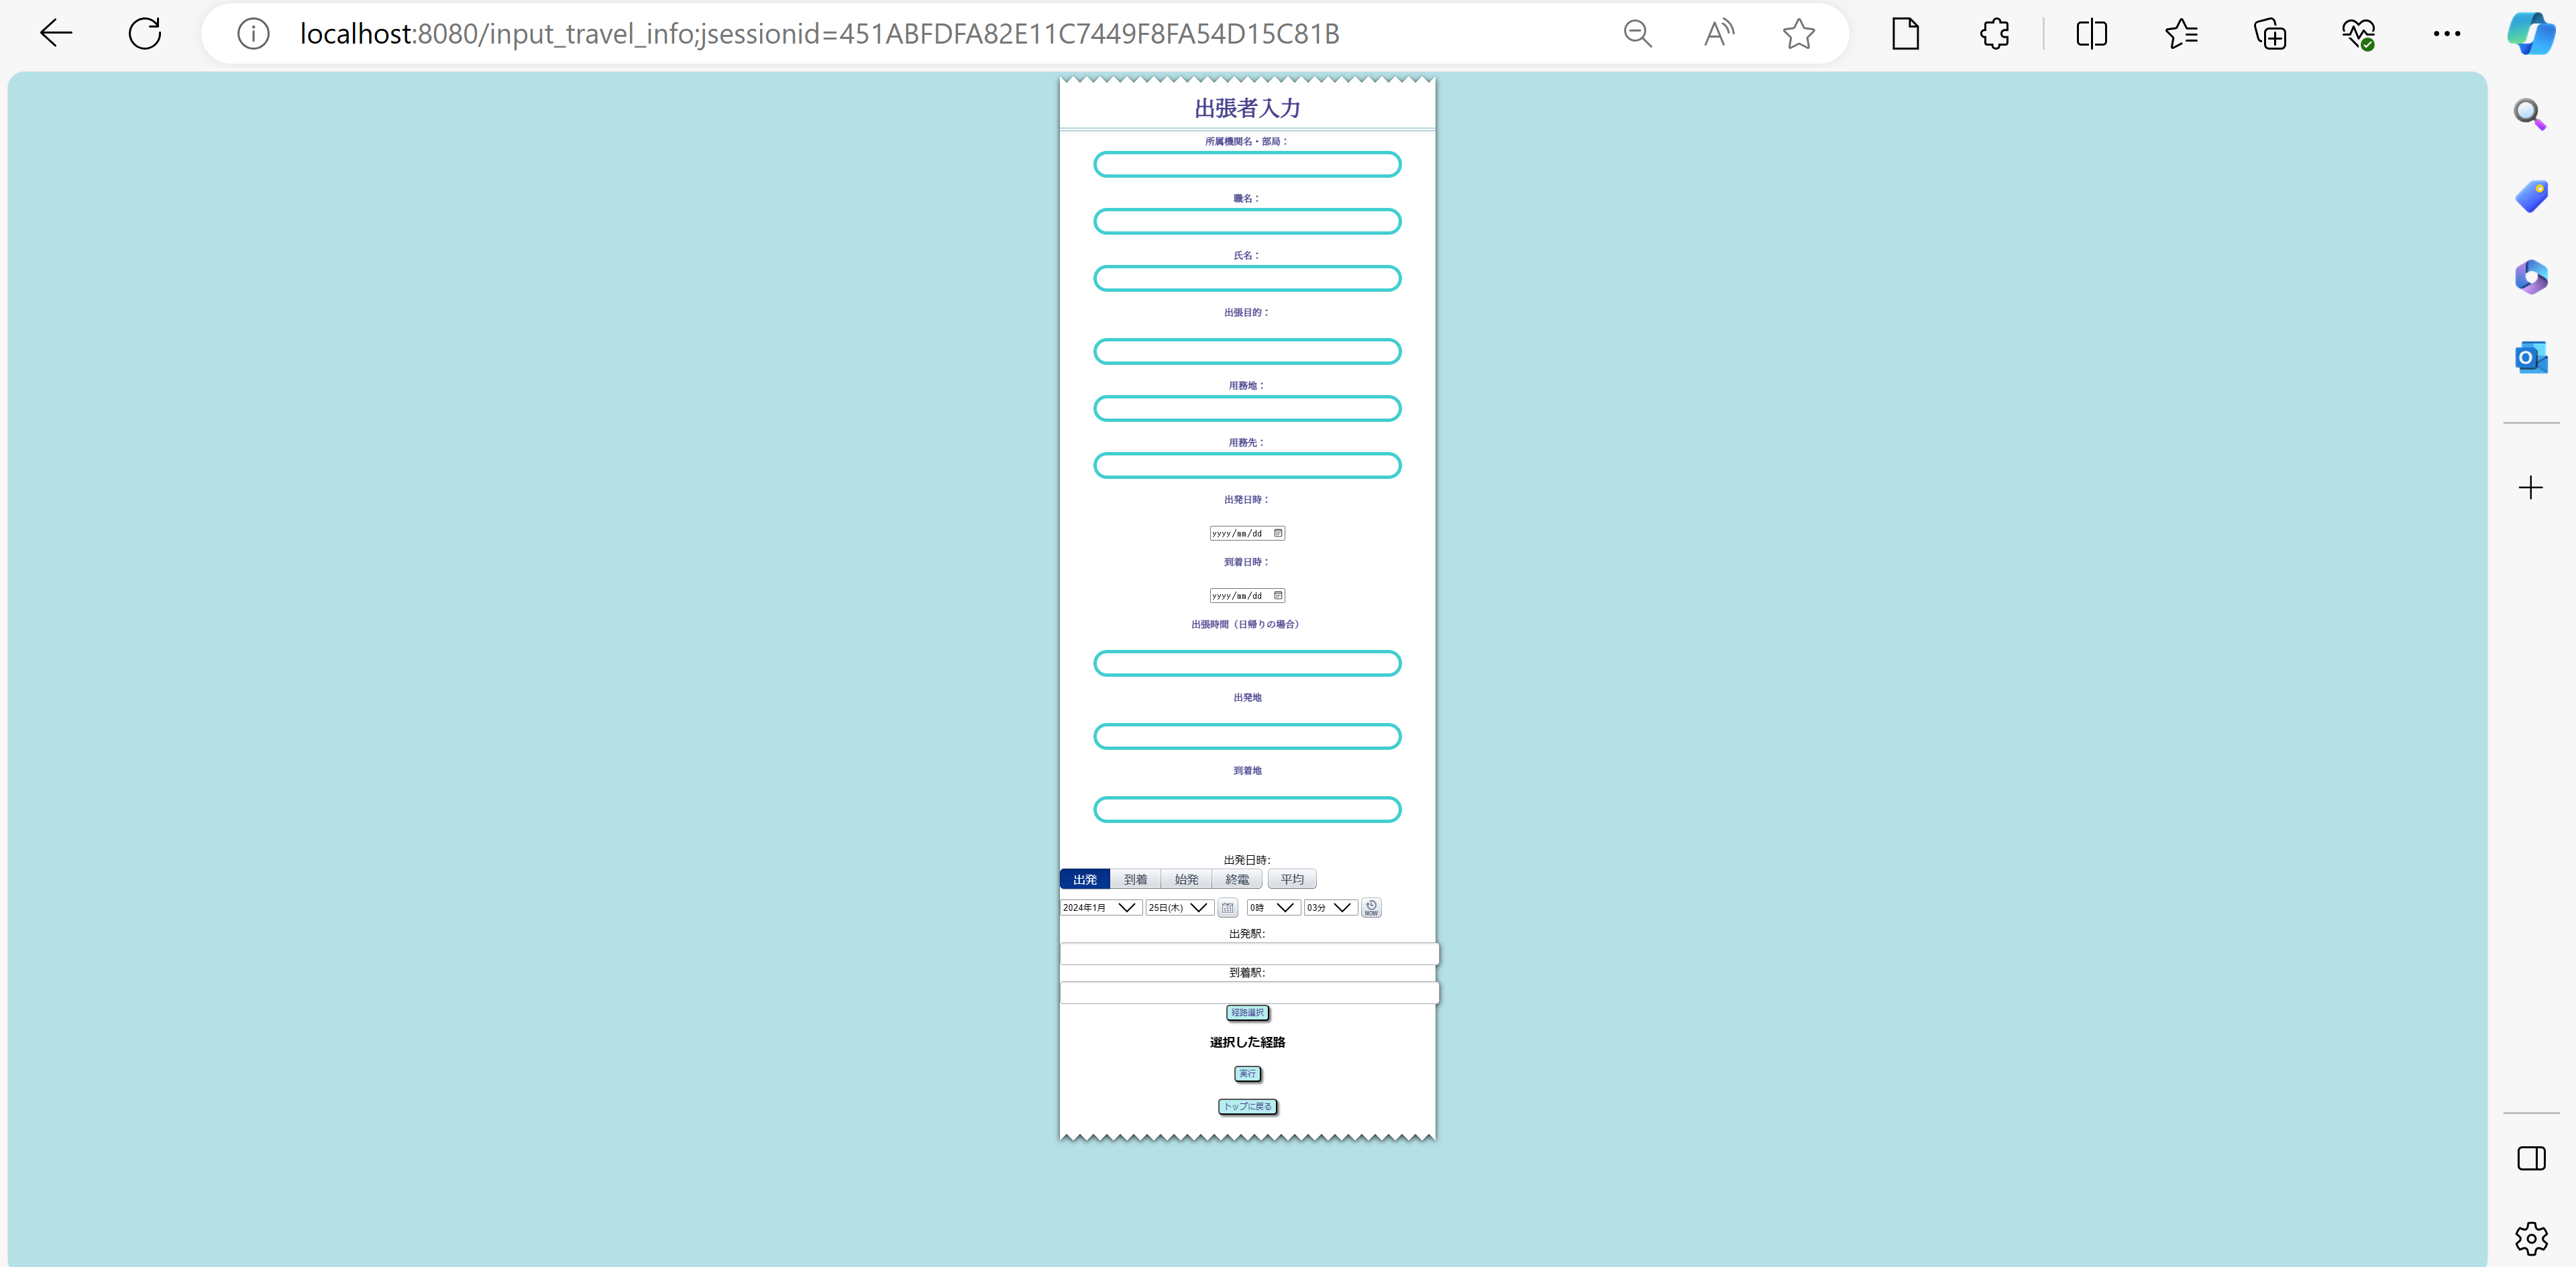 localhost:8080/input_travel_info;jsessionid=451ABFDFA82E11C7449F8FA54D15C81B
出張者入力
所属機関名・部局：
職名：
氏名：
出張目的：
用務地：
用務先：
出発日時：
yyyy/mm/dd
到着日時：
yyyy/mm/dd
出張時間（日帰りの場合）
出発地
到着地
出発日時:
出発 到着 始発 終電 平均
2024年1月 25日(木) 0時 03分 NOW
出発駅:
到着駅:
経路選択
選択した経路
実行
トップに戻る